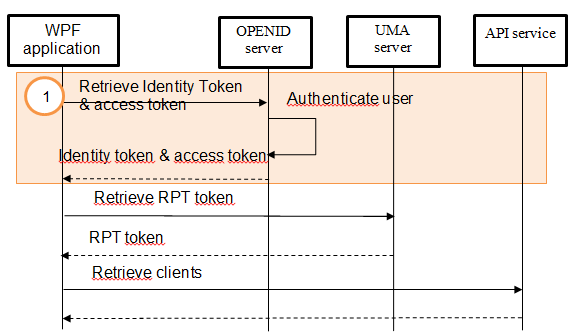 WPF
application
OPENID
server
UMA
server
API service
1
Retrieve Identity Token
& access token
Authenticate user
Identity token & access token
Retrieve RPT token
RPT token
Retrieve clients